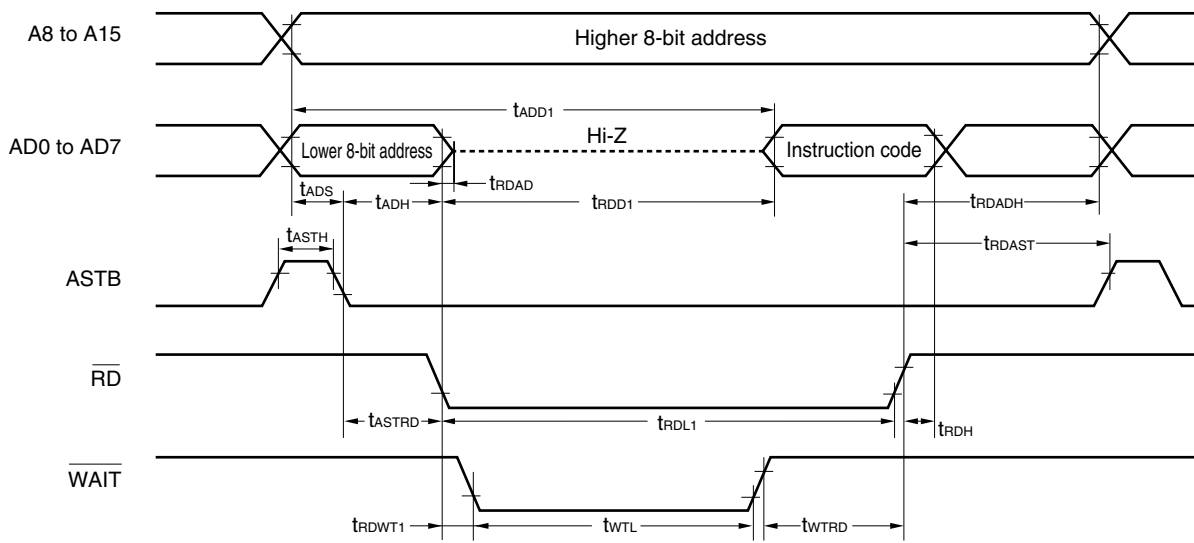 A8 to A15
Higher 8-bit address
tADD1
AD0 to AD7
Lower 8-bit address
Hi-Z
Instruction code
tRDAD
tADS
tADH
tRDD1
tRDADH
tASTH
tRDAST
ASTB
RD
tASTRD
tRDL1
tRDH
WAIT
tRDWT1
tWTL
tWTRD